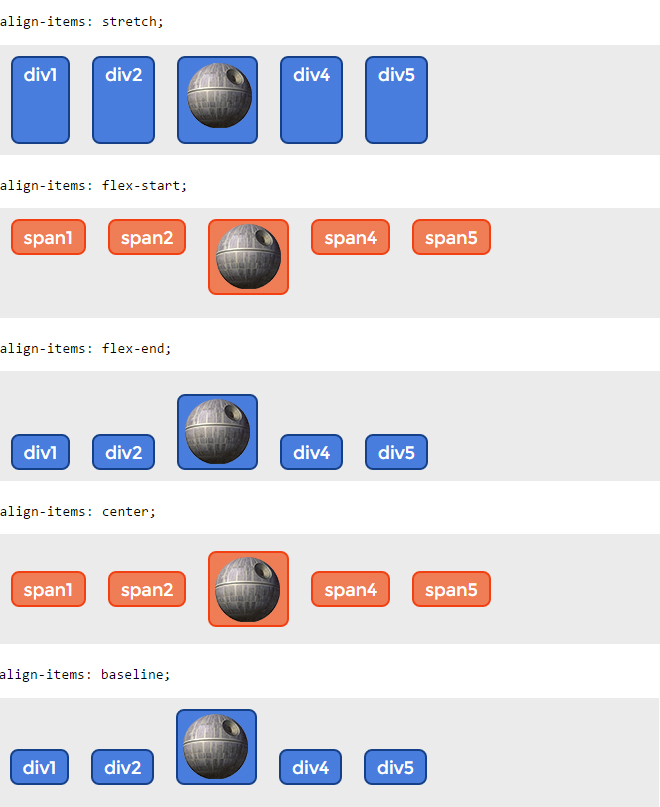 align-items: stretch;
div1 div2 div4 div5
align-items: flex-start;
span1 span2 span4 span5
align-items: flex-end;
div1 div2 div4 div5
align-items: center;
span1 span2 span4 span5
align-items: baseline;
div1 div2 div4 div5